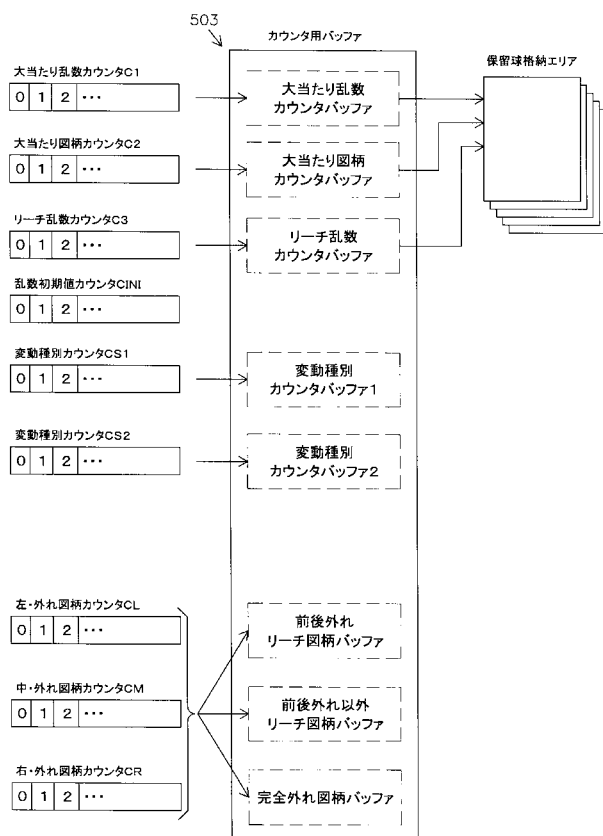 503
カウンタ用バッファ
保留球格納エリア
大当たり乱数カウンタC1
0 1 2 ･･･
大当たり乱数
カウンタバッファ
大当たり図柄カウンタC2
0 1 2 ･･･
大当たり図柄
カウンタバッファ
リーチ乱数カウンタC3
0 1 2 ･･･
リーチ乱数
カウンタバッファ
乱数初期値カウンタCINI
0 1 2 ･･･
変動種別カウンタCS1
0 1 2 ･･･
変動種別
カウンタバッファ1
変動種別カウンタCS2
0 1 2 ･･･
変動種別
カウンタバッファ2
左･外れ図柄カウンタCL
0 1 2 ･･･
前後外れ
リーチ図柄バッファ
中･外れ図柄カウンタCM
0 1 2 ･･･
前後外れ以外
リーチ図柄バッファ
右･外れ図柄カウンタCR
0 1 2 ･･･
完全外れ図柄バッファ